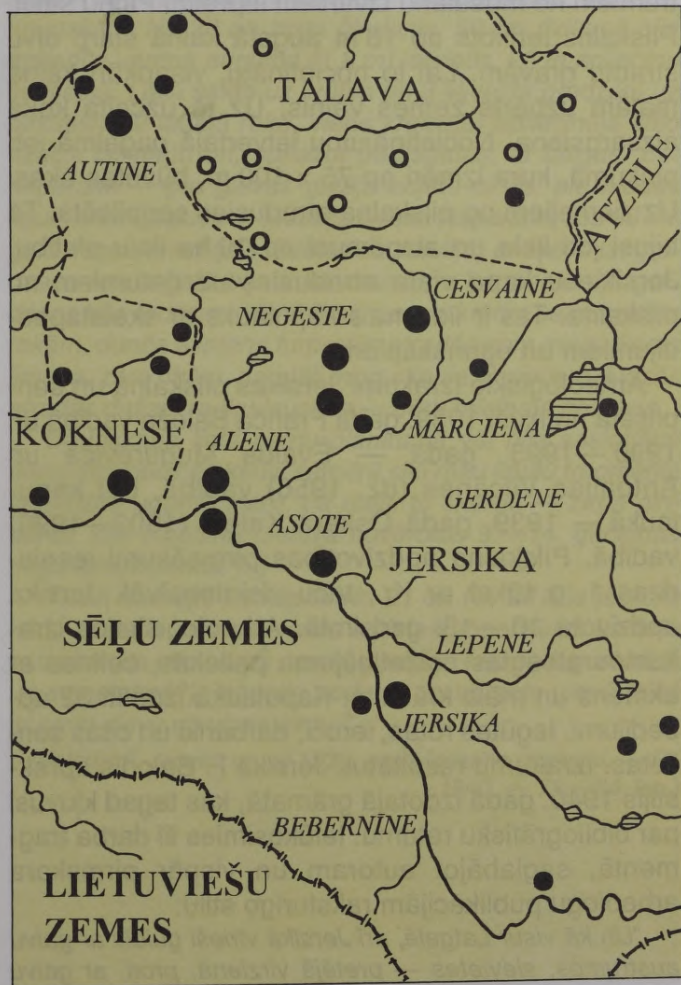 TĀLAVA
AUTINE
ATZELE
CESVAINE
NEGESTE
KOKNESE
ALENE
MĀRCIENA
GERDENE
ASOTE
JERSIKA
SĒĻU ZEMES
LEPENE
JERSIKA
BEBERNĪNE
LIETUVIEŠU
ZEMES